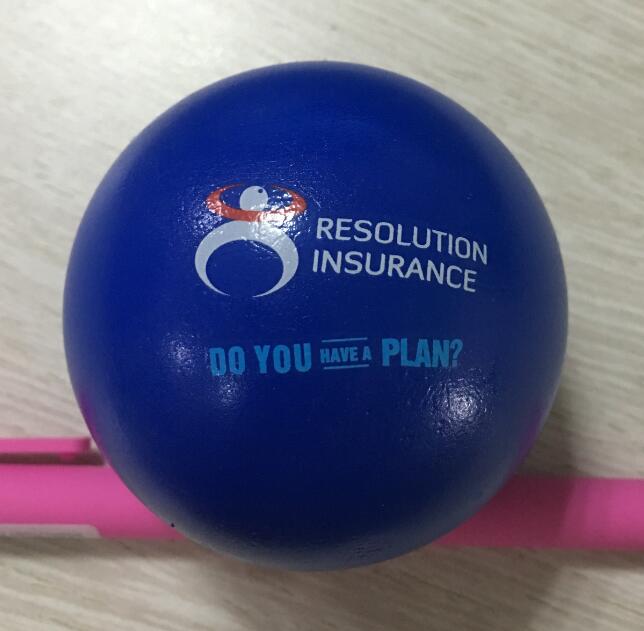 RESOLUTION
INSURANCE
DO YOU HAVE A PLAN?